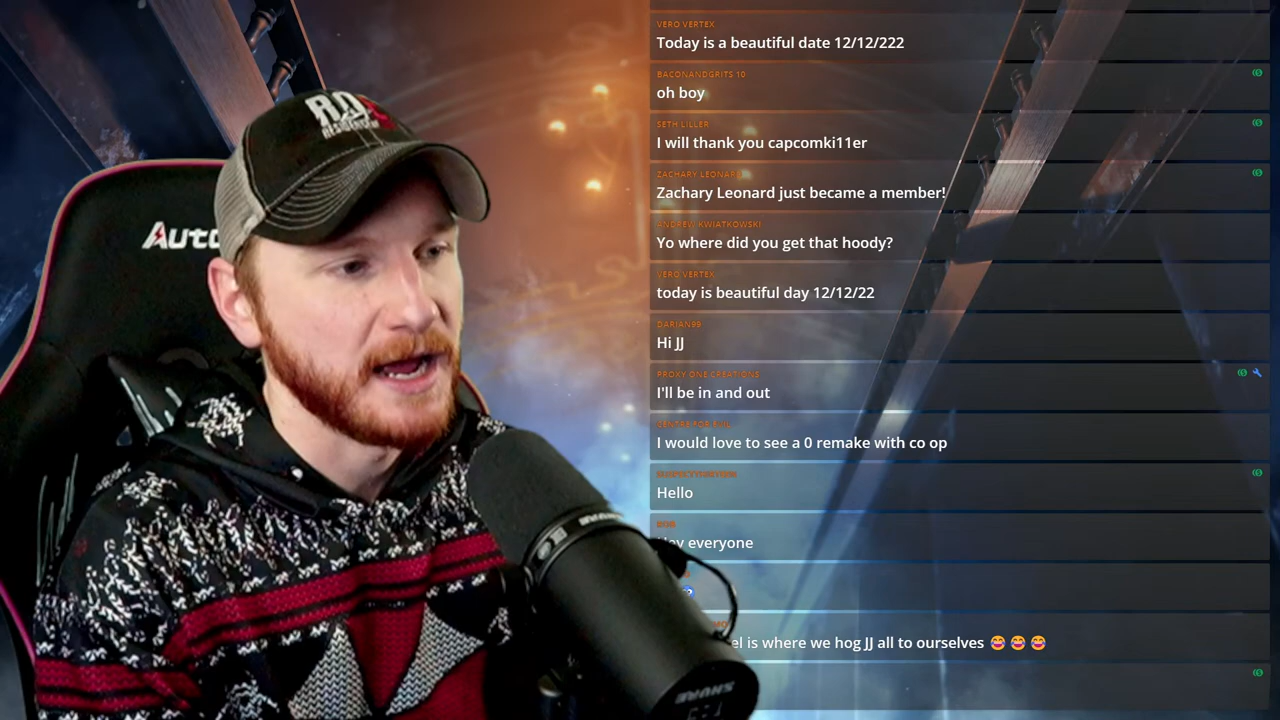 VERO VERTEX
Today is a beautiful date 12/12/222
BACONANDGRITS 10
oh boy
SETH LILLER
I will thank you capcomki11er
ZACHARY LEONARD
Zachary Leonard just became a member!
ANDREW KWIATKOWSKI
Yo where did you get that hoody?
VERO VERTEX
today is beautiful day 12/12/22
DARIAN99
Hi JJ
PROXY ONE CREATIONS
I'll be in and out
I would love to see a 0 remake with co op
Hello
Hey everyone
is where we hog JJ all to ourselves 😂 😂 😂
Auto
SHURE